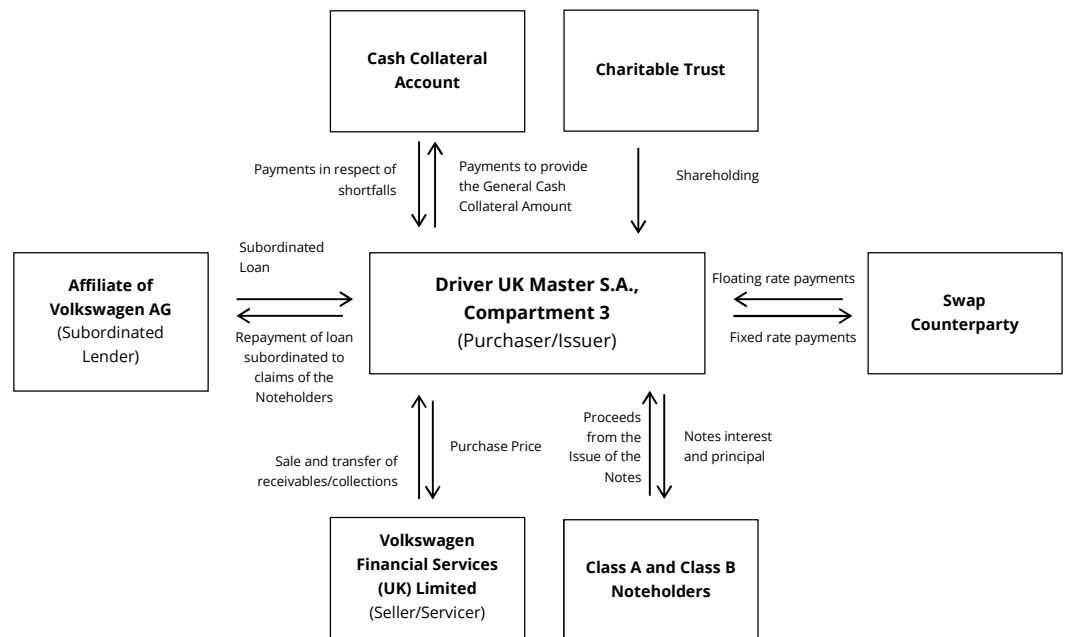 Cash Collateral
Account
Charitable Trust
Payments in respect of
shortfalls
Payments to provide
the General Cash
Collateral Amount
Shareholding
Subordinated
Loan
Affiliate of
Volkswagen AG
(Subordinated
Lender)
Repayment of loan
subordinated to
claims of the
Noteholders
Driver UK Master S.A.,
Compartment 3
(Purchaser/Issuer)
Floating rate payments
Fixed rate payments
Swap
Counterparty
Sale and transfer of
receivables/collections
Purchase Price
Proceeds
from the
Issue of the
Notes
Notes interest
and principal
Volkswagen
Financial Services
(UK) Limited
(Seller/Servicer)
Class A and Class B
Noteholders